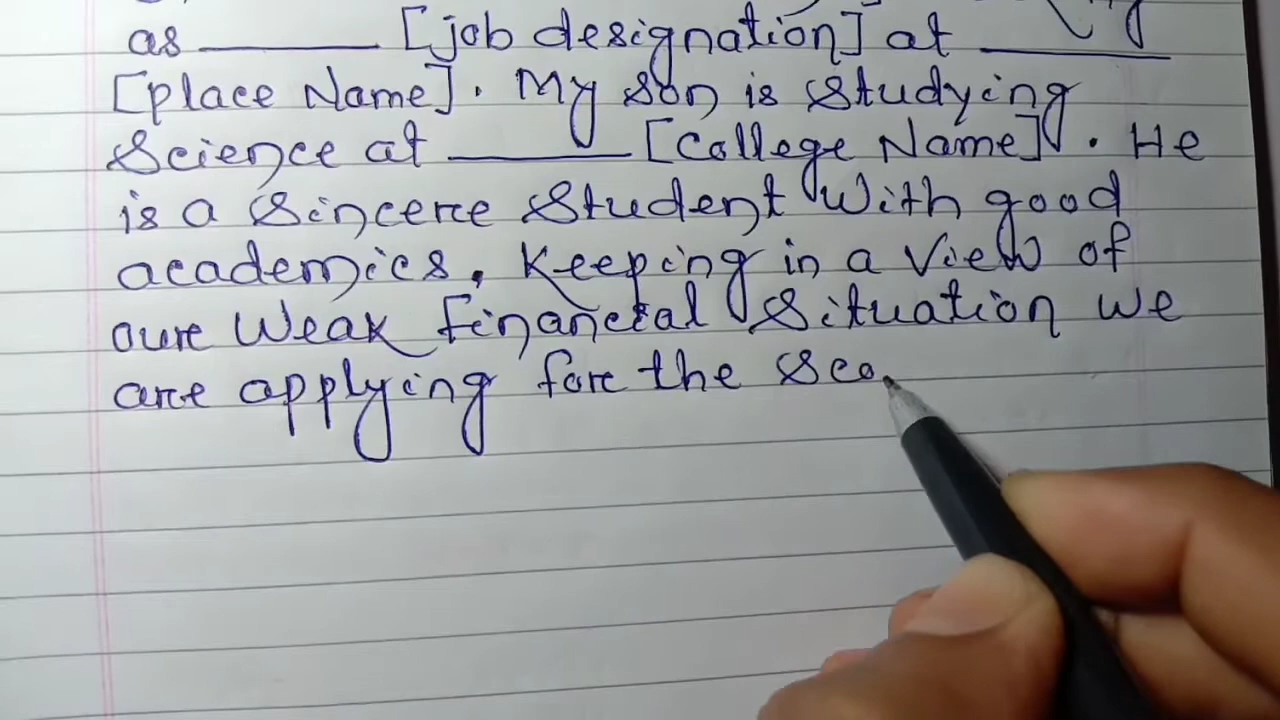 as ______ [job designation] at ______
[place Name]. My son is studying
Science at ______ [College Name]. He
is a sincere student with good
academics. Keeping in a view of
our weak financial situation we
are applying for the sco